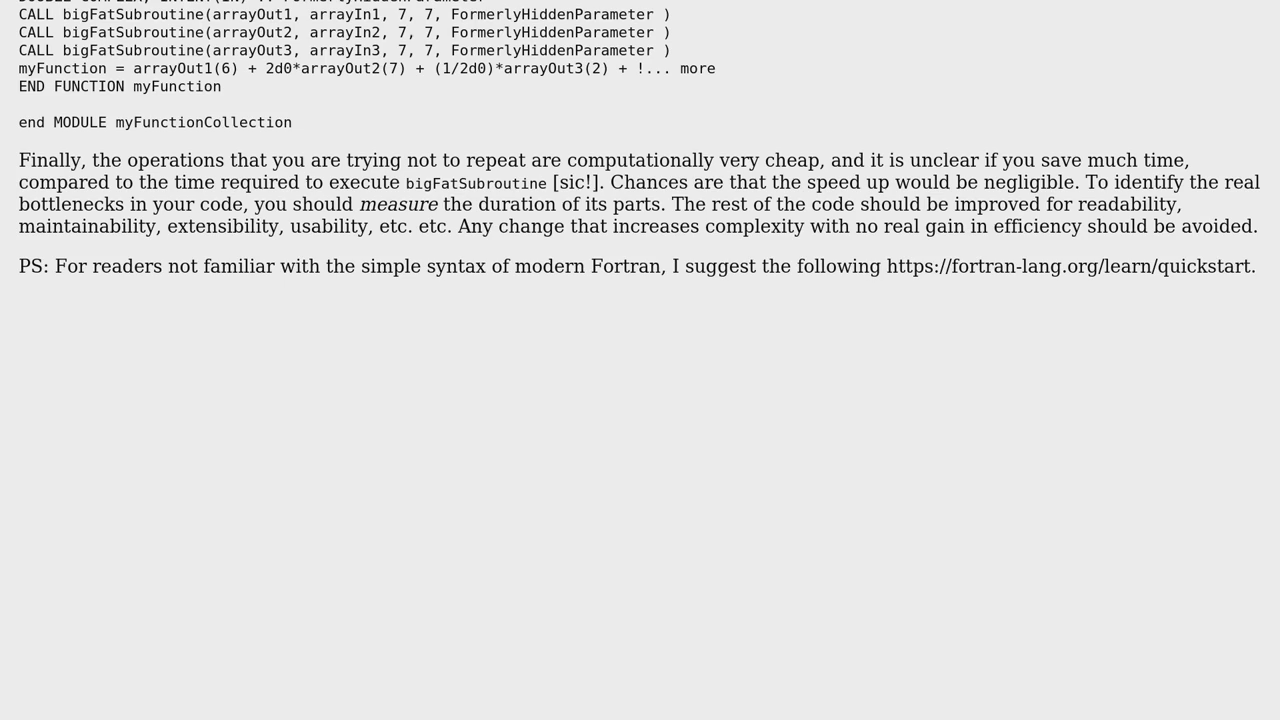 CALL bigFatSubroutine(arrayOut1, arrayIn1, 7, 7, FormerlyHiddenParameter )
CALL bigFatSubroutine(arrayOut2, arrayIn2, 7, 7, FormerlyHiddenParameter )
CALL bigFatSubroutine(arrayOut3, arrayIn3, 7, 7, FormerlyHiddenParameter )
myFunction = arrayOut1(6) + 2d0*arrayOut2(7) + (1/2d0)*arrayOut3(2) + !... more
END FUNCTION myFunction
end MODULE myFunctionCollection
Finally, the operations that you are trying not to repeat are computationally very cheap, and it is unclear if you save much time,
compared to the time required to execute bigFatSubroutine [sic!]. Chances are that the speed up would be negligible. To identify the real
bottlenecks in your code, you should measure the duration of its parts. The rest of the code should be improved for readability,
maintainability, extensibility, usability, etc. etc. Any change that increases complexity with no real gain in efficiency should be avoided.
PS: For readers not familiar with the simple syntax of modern Fortran, I suggest the following https://fortran-lang.org/learn/quickstart.